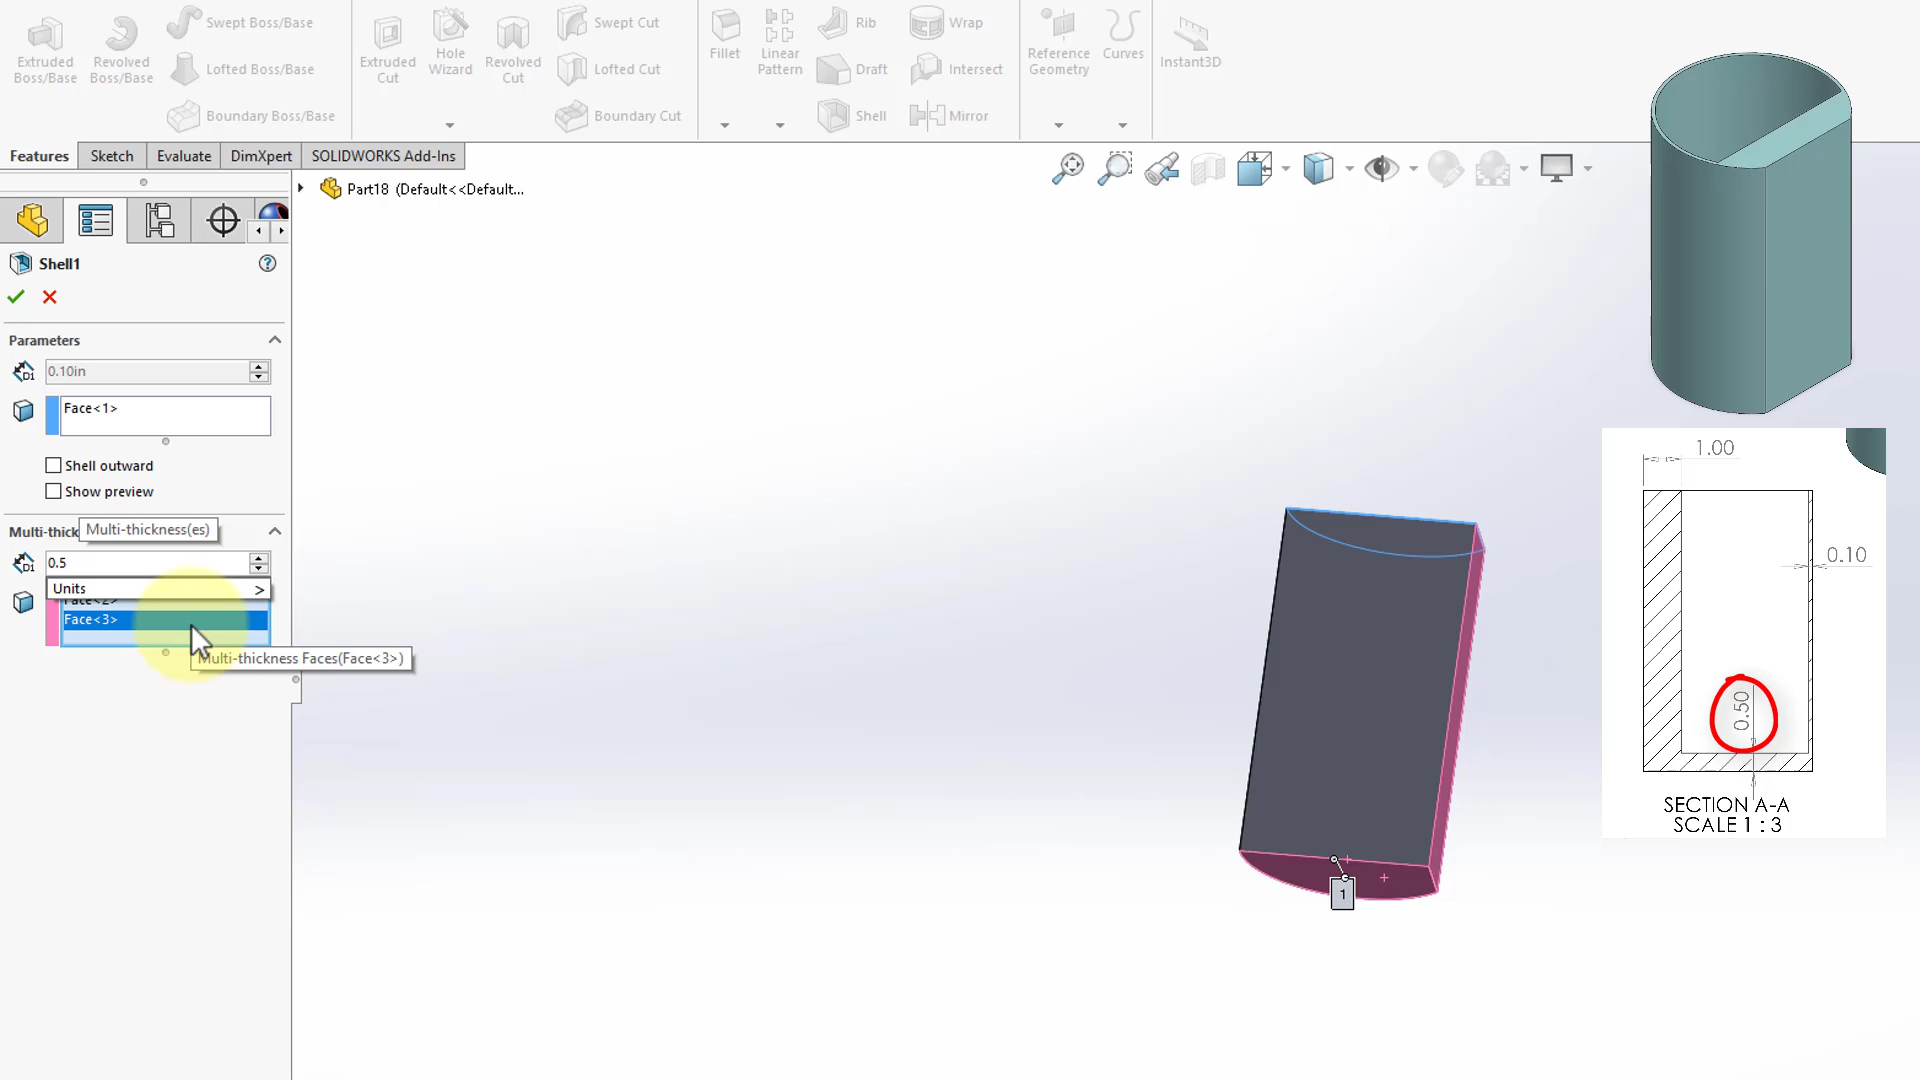 Extruded Boss/Base
Revolved Boss/Base
Swept Boss/Base
Lofted Boss/Base
Boundary Boss/Base
Extruded Cut
Hole Wizard
Revolved Cut
Swept Cut
Lofted Cut
Boundary Cut
Fillet
Linear Pattern
Rib
Draft
Shell
Wrap
Intersect
Mirror
Reference Geometry
Curves
Instant3D
Features
Sketch
Evaluate
DimXpert
SOLIDWORKS Add-Ins
Part18 (Default<<Default...
Shell1
Parameters
D1
0.10in
Face<1>
Shell outward
Show preview
Multi-thick
Multi-thickness(es)
D1
0.5
Units >
Face<2>
Face<3>
Multi-thickness Faces(Face<3>)
1
1.00
0.10
0.50
SECTION A-A
SCALE 1 : 3